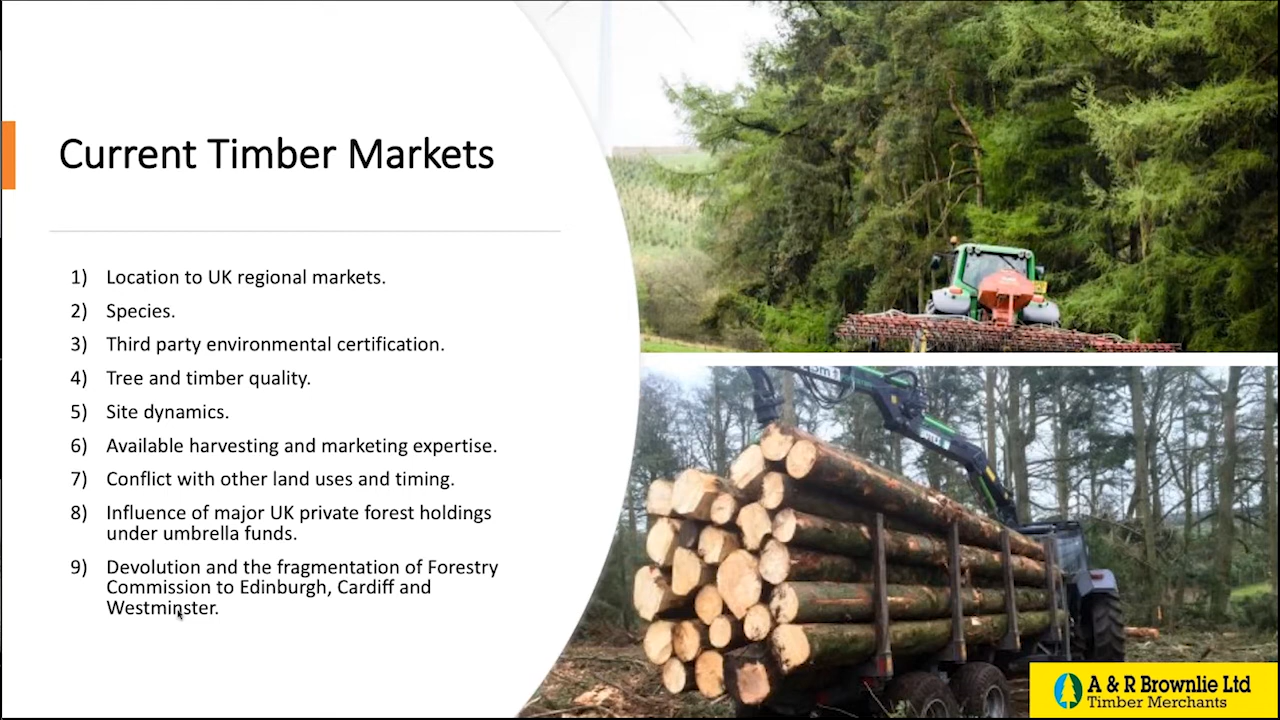 Current Timber Markets
1) Location to UK regional markets.
2) Species.
3) Third party environmental certification.
4) Tree and timber quality.
5) Site dynamics.
6) Available harvesting and marketing expertise.
7) Conflict with other land uses and timing.
8) Influence of major UK private forest holdings
under umbrella funds.
9) Devolution and the fragmentation of Forestry
Commission to Edinburgh, Cardiff and
Westminster.
A & R Brownlie Ltd
Timber Merchants